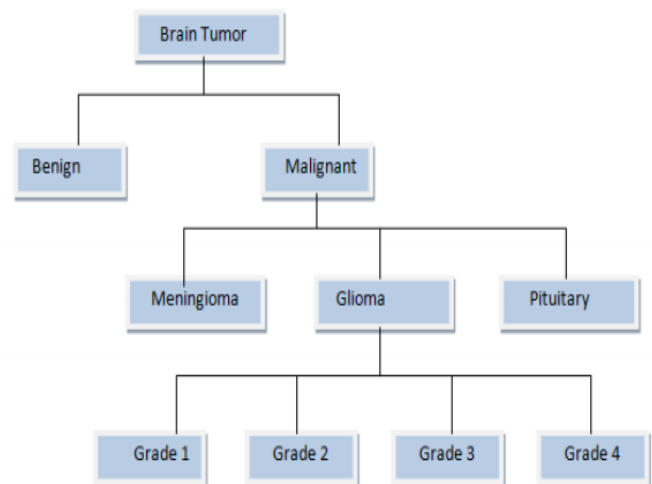 Brain Tumor
Benign
Malignant
Meningioma
Glioma
Pituitary
Grade 1
Grade 2
Grade 3
Grade 4